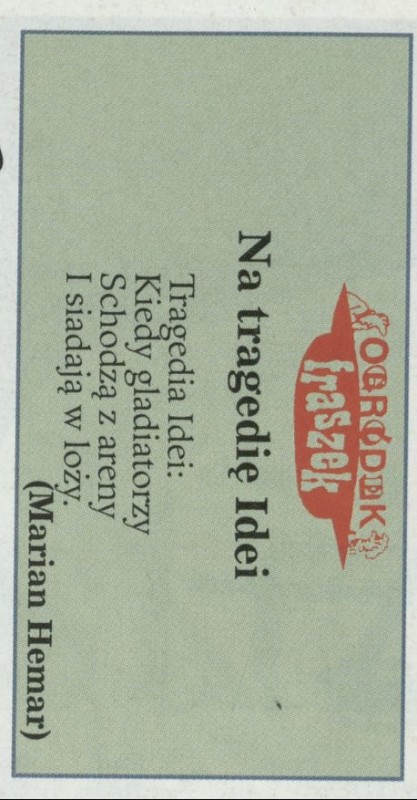 OGRÓDEK
fraszek
Na tragedię Idei
Tragedia Idei:
Kiedy gladiatorzy
Schodzą z areny
I siadają w loży.
(Marian Hemar)